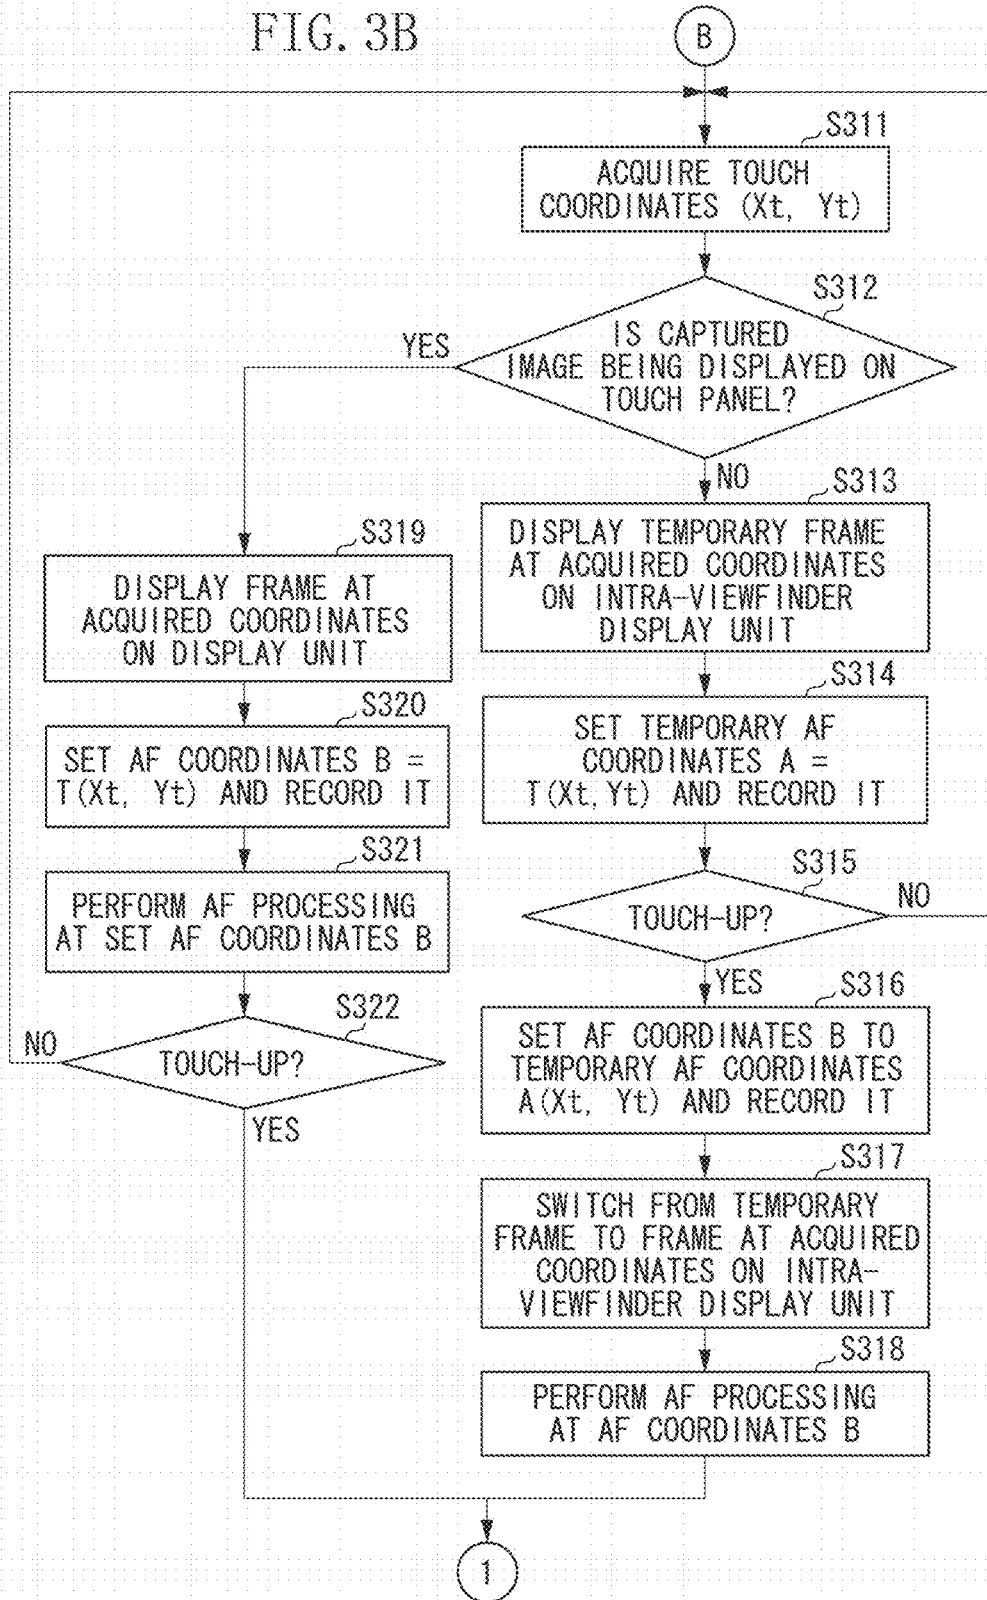 FIG. 3B
B
S311
ACQUIRE TOUCH
COORDINATES (Xt, Yt)
S312
IS CAPTURED
IMAGE BEING DISPLAYED ON
TOUCH PANEL?
YES
NO
S313
DISPLAY TEMPORARY FRAME
AT ACQUIRED COORDINATES
ON INTRA-VIEWFINDER
DISPLAY UNIT
S314
SET TEMPORARY AF
COORDINATES A =
T(Xt,Yt) AND RECORD IT
S315
TOUCH-UP?
NO
YES
S316
SET AF COORDINATES B TO
TEMPORARY AF COORDINATES
A(Xt, Yt) AND RECORD IT
S317
SWITCH FROM TEMPORARY
FRAME TO FRAME AT ACQUIRED
COORDINATES ON INTRA-
VIEWFINDER DISPLAY UNIT
S318
PERFORM AF PROCESSING
AT AF COORDINATES B
S319
DISPLAY FRAME AT
ACQUIRED COORDINATES
ON DISPLAY UNIT
S320
SET AF COORDINATES B =
T(Xt, Yt) AND RECORD IT
S321
PERFORM AF PROCESSING
AT SET AF COORDINATES B
S322
TOUCH-UP?
NO
YES
1